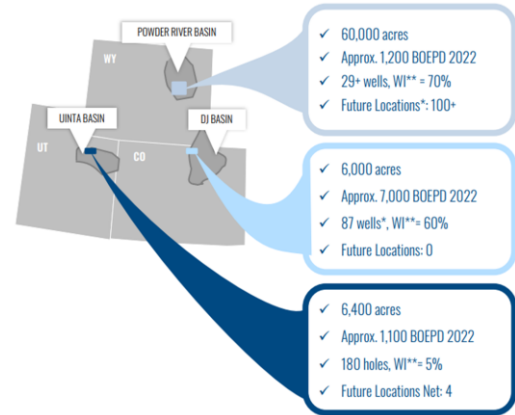 POWDER RIVER BASIN
WY
UINTA BASIN
DJ BASIN
UT
CO
✓ 60,000 acres
✓ Approx. 1,200 BOEPD 2022
✓ 29+ wells, WI** = 70%
✓ Future Locations*: 100+
✓ 6,000 acres
✓ Approx. 7,000 BOEPD 2022
✓ 87 wells*, WI**= 60%
✓ Future Locations: 0
✓ 6,400 acres
✓ Approx. 1,100 BOEPD 2022
✓ 180 holes, WI**= 5%
✓ Future Locations Net: 4